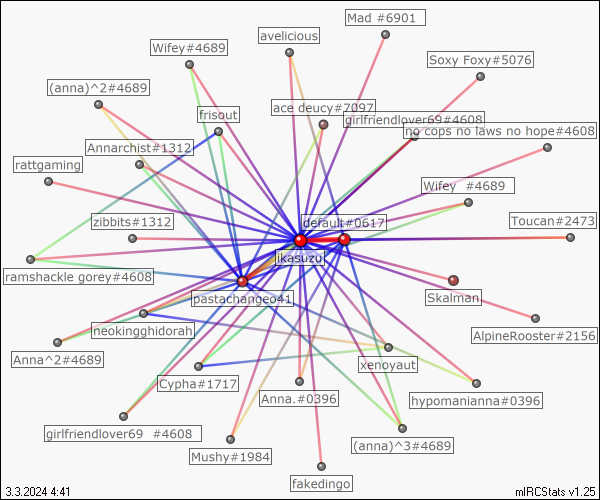 Mad #6901
avelicious
Wifey#4689
Soxy Foxy#5076
(anna)^2#4689
ace deucy#7097
frisout
girlfriendlover69#4608
no cops no laws no hope#4608
Annarchist#1312
rattgaming
Wifey #4689
zibbits#1312
default#0617
Toucan#2473
jikasuzu
ramshackle gorey#4608
pastachangeo41
Skalman
neokingghidorah
AlpineRooster#2156
Anna^2#4689
xenoyaut
Cypha#1717
Anna.#0396
hypomanianna#0396
girlfriendlover69 #4608
(anna)^3#4689
Mushy#1984
fakedingo
3.3.2024 4:41
mIRCStats v1.25